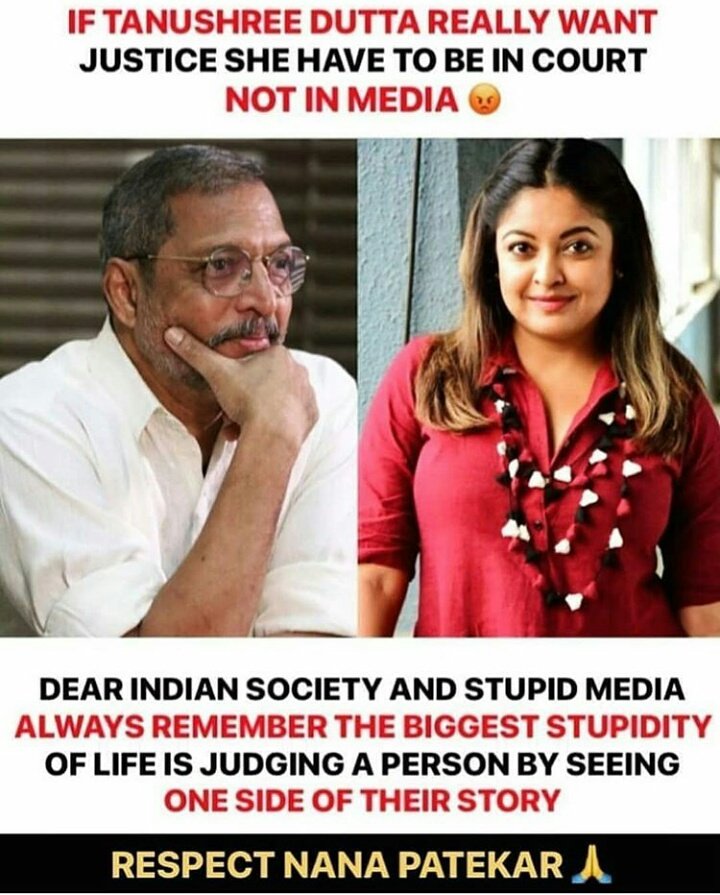 IF TANUSHREE DUTTA REALLY WANT
JUSTICE SHE HAVE TO BE IN COURT
NOT IN MEDIA 😡
DEAR INDIAN SOCIETY AND STUPID MEDIA
ALWAYS REMEMBER THE BIGGEST STUPIDITY
OF LIFE IS JUDGING A PERSON BY SEEING
ONE SIDE OF THEIR STORY
RESPECT NANA PATEKAR 🙏